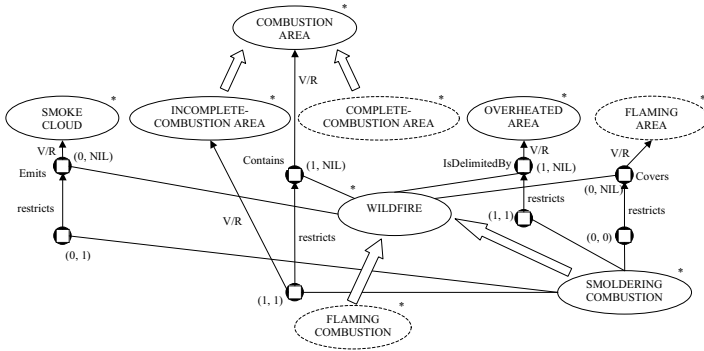 *
COMBUSTION
AREA
V/R
*
SMOKE
CLOUD
*
INCOMPLETE-
COMBUSTION AREA
*
COMPLETE-
COMBUSTION AREA
*
OVERHEATED
AREA
*
FLAMING
AREA
V/R
(0, NIL)
Emits
Contains
(1, NIL)
IsDelimitedBy
V/R
(1, NIL)
V/R
(0, NIL)
Covers
restricts
V/R
restricts
*
WILDFIRE
restricts
(1, 1)
restricts
(0, 0)
(0, 1)
(1, 1)
*
SMOLDERING
COMBUSTION
*
FLAMING
COMBUSTION